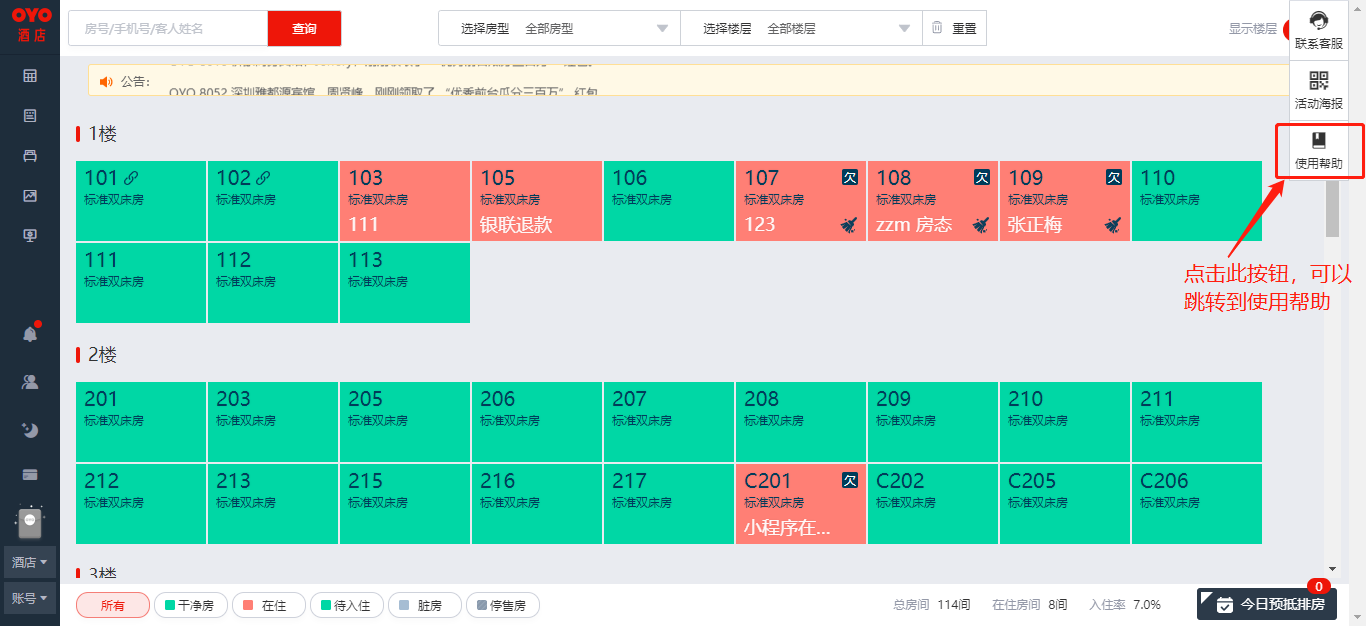 OYO
酒店
房号/手机号/客人姓名
查询
选择房型 全部房型
选择楼层 全部楼层
重置
显示楼层
联系客服
活动海报
使用帮助
公告：
OYO 8052 深圳雅都源宾馆，周贤峰，刚刚领取了 “优秀前台瓜分三百万” 红包
点击此按钮，可以
跳转到使用帮助
1楼
101 102 103 105 106 107 欠 108 欠 109 欠 110
标准双床房 标准双床房 标准双床房 标准双床房 标准双床房 标准双床房 标准双床房 标准双床房 标准双床房
111 银联退款 123 zzm 房态 张正梅
111 112 113
标准双床房 标准双床房 标准双床房
2楼
201 203 205 206 207 208 209 210 211
标准双床房 标准双床房 标准双床房 标准双床房 标准双床房 标准双床房 标准双床房 标准双床房 标准双床房
212 213 215 216 217 C201 欠 C202 C205 C206
标准双床房 标准双床房 标准双床房 标准双床房 标准双床房 标准双床房 标准双床房 标准双床房 标准双床房
小程序在...
3楼
酒店
账号
所有 干净房 在住 待入住 脏房 停售房
总房间 114间 在住房间 8间 入住率 7.0%
今日预抵排房
0